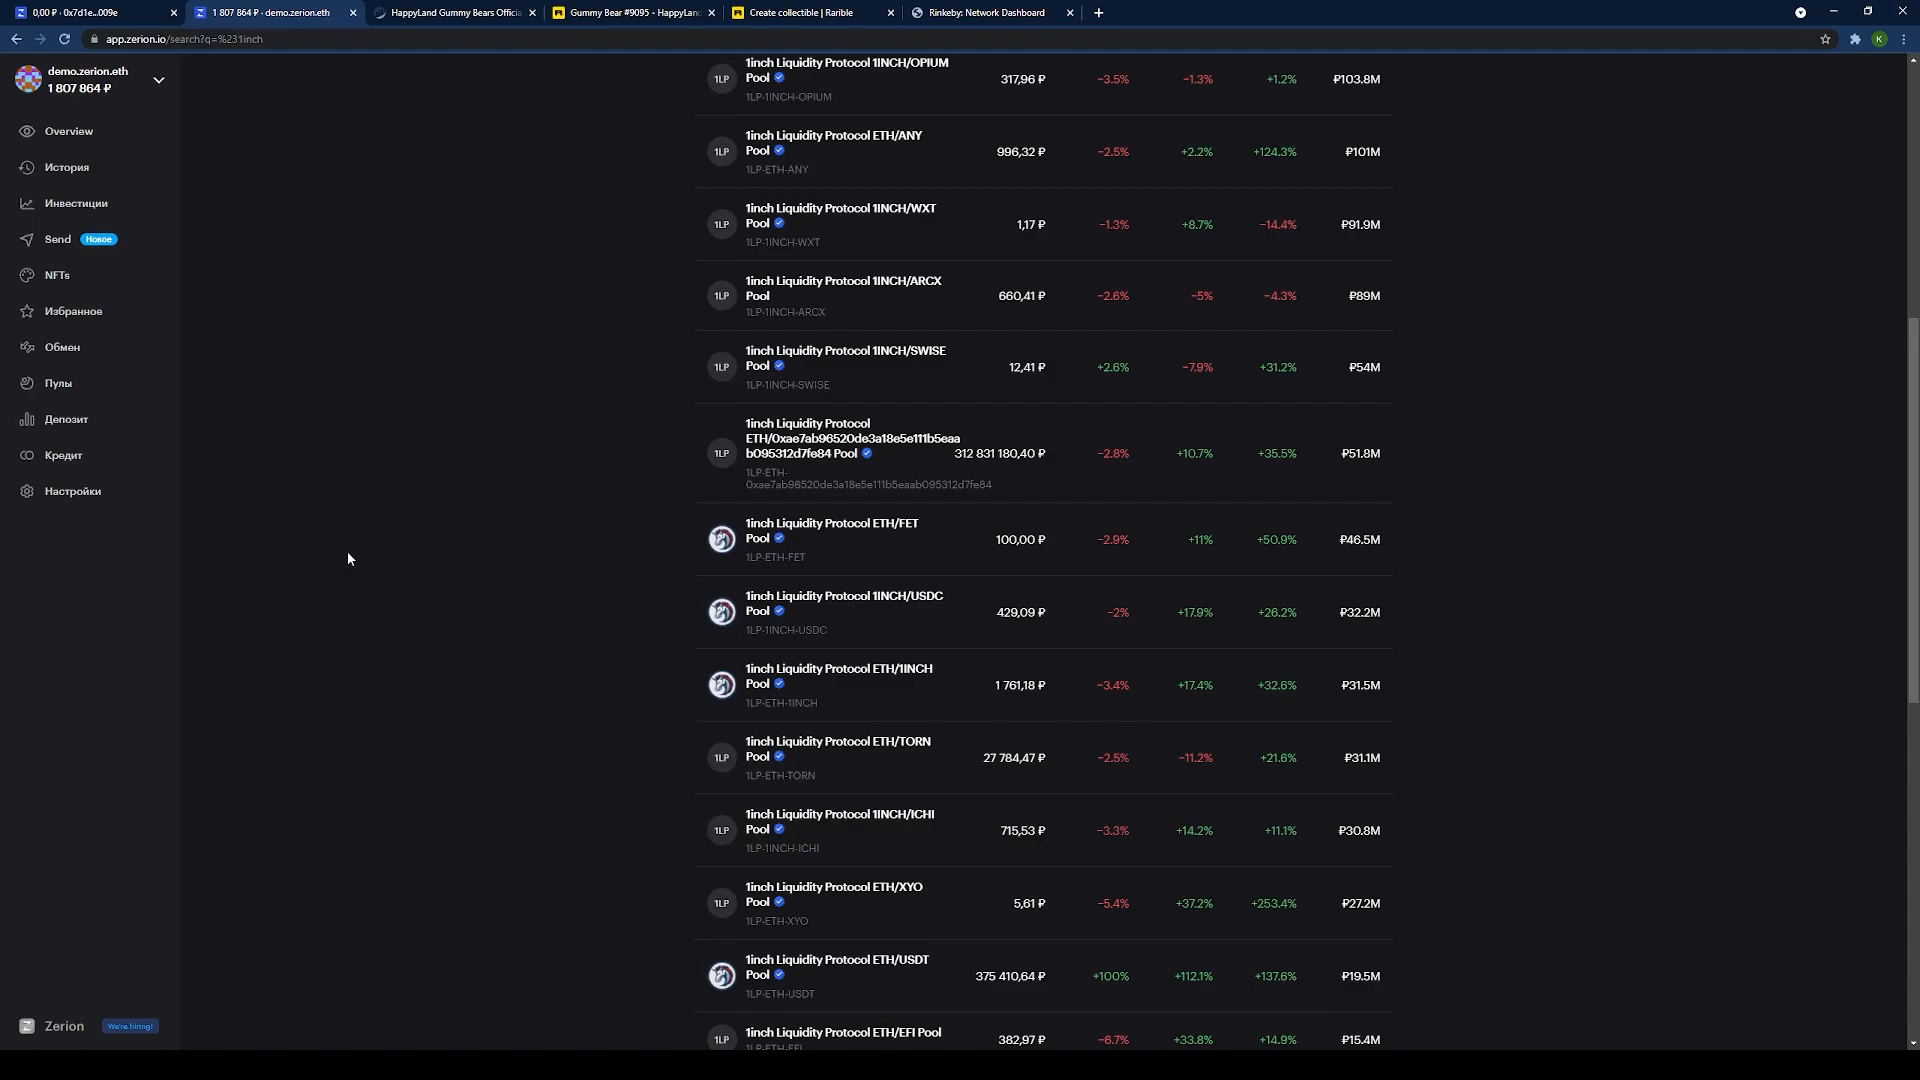 0,00 ₽ · 0x7d1e...009e
1 807 864 ₽ · demo.zerion.eth
HappyLand Gummy Bears Officia
Gummy Bear #9095 - HappyLand
Create collectible | Rarible
Rinkeby: Network Dashboard
app.zerion.io/search?q=%231inch
K
demo.zerion.eth
1 807 864 ₽
Overview
История
Инвестиции
Send Новое
NFTs
Избранное
Обмен
Пулы
Депозит
Кредит
Настройки
Zerion We're hiring!
1LP
1inch Liquidity Protocol 1INCH/OPIUM
Pool
1LP-1INCH-OPIUM
317,96 ₽ −3.5% −1.3% +1.2% ₽103.8M
1LP
1inch Liquidity Protocol ETH/ANY
Pool
1LP-ETH-ANY
996,32 ₽ −2.5% +2.2% +124.3% ₽101M
1LP
1inch Liquidity Protocol 1INCH/WXT
Pool
1LP-1INCH-WXT
1,17 ₽ −1.3% +8.7% −14.4% ₽91.9M
1LP
1inch Liquidity Protocol 1INCH/ARCX
Pool
1LP-1INCH-ARCX
660,41 ₽ −2.6% −5% −4.3% ₽89M
1LP
1inch Liquidity Protocol 1INCH/SWISE
Pool
1LP-1INCH-SWISE
12,41 ₽ +2.6% −7.9% +31.2% ₽54M
1LP
1inch Liquidity Protocol
ETH/0xae7ab96520de3a18e5e111b5eaa
b095312d7fe84 Pool
1LP-ETH-
0xae7ab96520de3a18e5e111b5eaab095312d7fe84
312 831 180,40 ₽ −2.8% +10.7% +35.5% ₽51.8M
1inch Liquidity Protocol ETH/FET
Pool
1LP-ETH-FET
100,00 ₽ −2.9% +11% +50.9% ₽46.5M
1inch Liquidity Protocol 1INCH/USDC
Pool
1LP-1INCH-USDC
429,09 ₽ −2% +17.9% +26.2% ₽32.2M
1inch Liquidity Protocol ETH/1INCH
Pool
1LP-ETH-1INCH
1 761,18 ₽ −3.4% +17.4% +32.6% ₽31.5M
1LP
1inch Liquidity Protocol ETH/TORN
Pool
1LP-ETH-TORN
27 784,47 ₽ −2.5% −11.2% +21.6% ₽31.1M
1LP
1inch Liquidity Protocol 1INCH/ICHI
Pool
1LP-1INCH-ICHI
715,53 ₽ −3.3% +14.2% +11.1% ₽30.8M
1LP
1inch Liquidity Protocol ETH/XYO
Pool
1LP-ETH-XYO
5,61 ₽ −5.4% +37.2% +253.4% ₽27.2M
1inch Liquidity Protocol ETH/USDT
Pool
1LP-ETH-USDT
375 410,64 ₽ +100% +112.1% +137.6% ₽19.5M
1LP
1inch Liquidity Protocol ETH/EFI Pool
1LP-ETH-EFI
382,97 ₽ −6.7% +33.8% +14.9% ₽15.4M